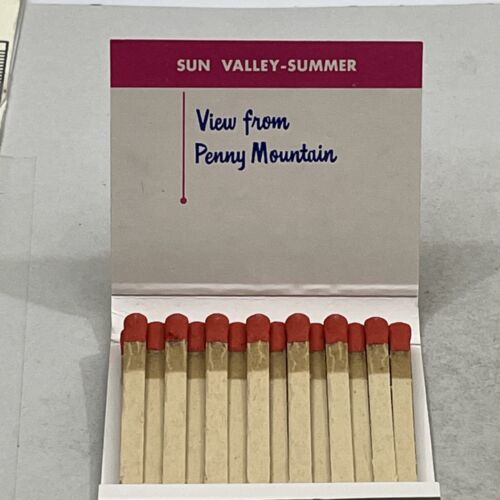 SUN VALLEY-SUMMER
View from
Penny Mountain